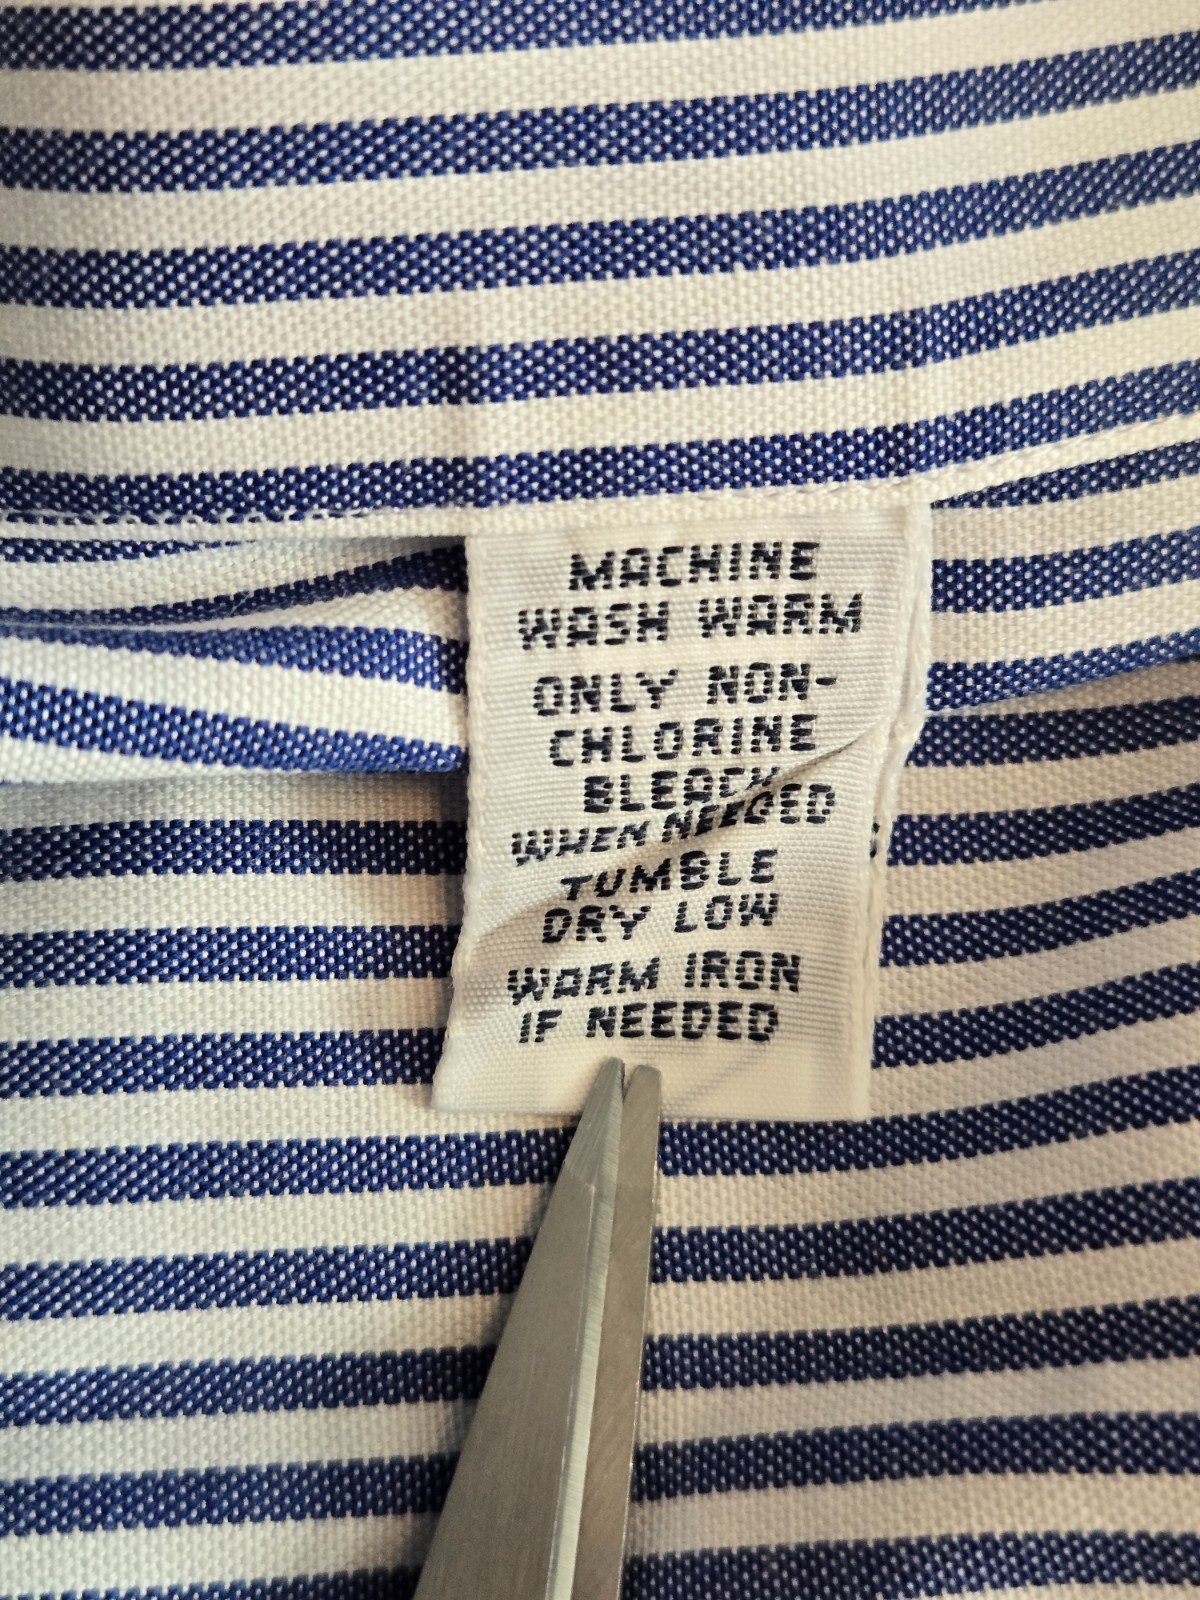 MACHINE
WASH WARM
ONLY NON-
CHLORINE
BLEACH
WHEN NEEDED
TUMBLE
DRY LOW
WARM IRON
IF NEEDED